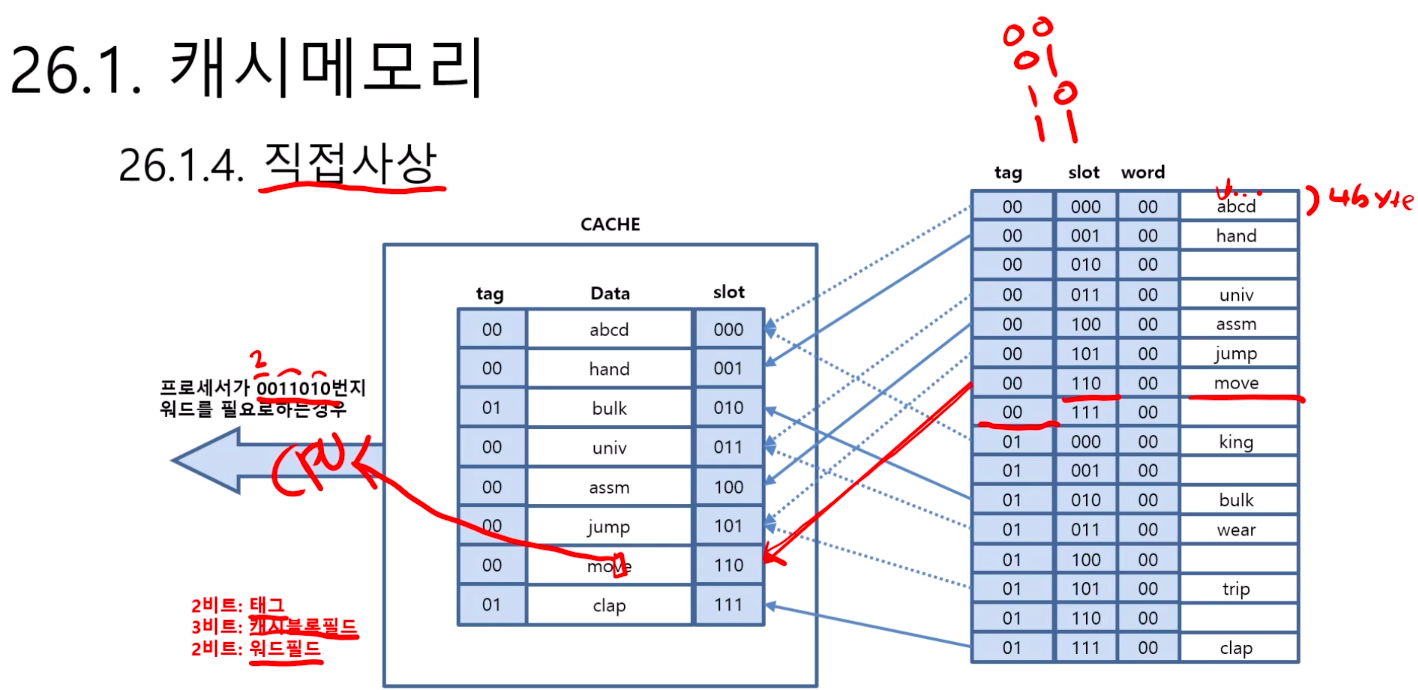 26.1. 캐시메모리
26.1.4. 직접사상
00
01
10
11
CACHE
tag Data slot
00 abcd 000
00 hand 001
01 bulk 010
00 univ 011
00 assm 100
00 jump 101
00 move 110
01 clap 111
2
프로세서가 0011010번지
워드를 필요로하는경우
CPU
2비트: 태그
3비트: 캐시블로필드
2비트: 워드필드
tag slot word
00 000 00 abcd
4byte
00 001 00 hand
00 010 00
00 011 00 univ
00 100 00 assm
00 101 00 jump
00 110 00 move
00 111 00
01 000 00 king
01 001 00
01 010 00 bulk
01 011 00 wear
01 100 00
01 101 00 trip
01 110 00
01 111 00 clap